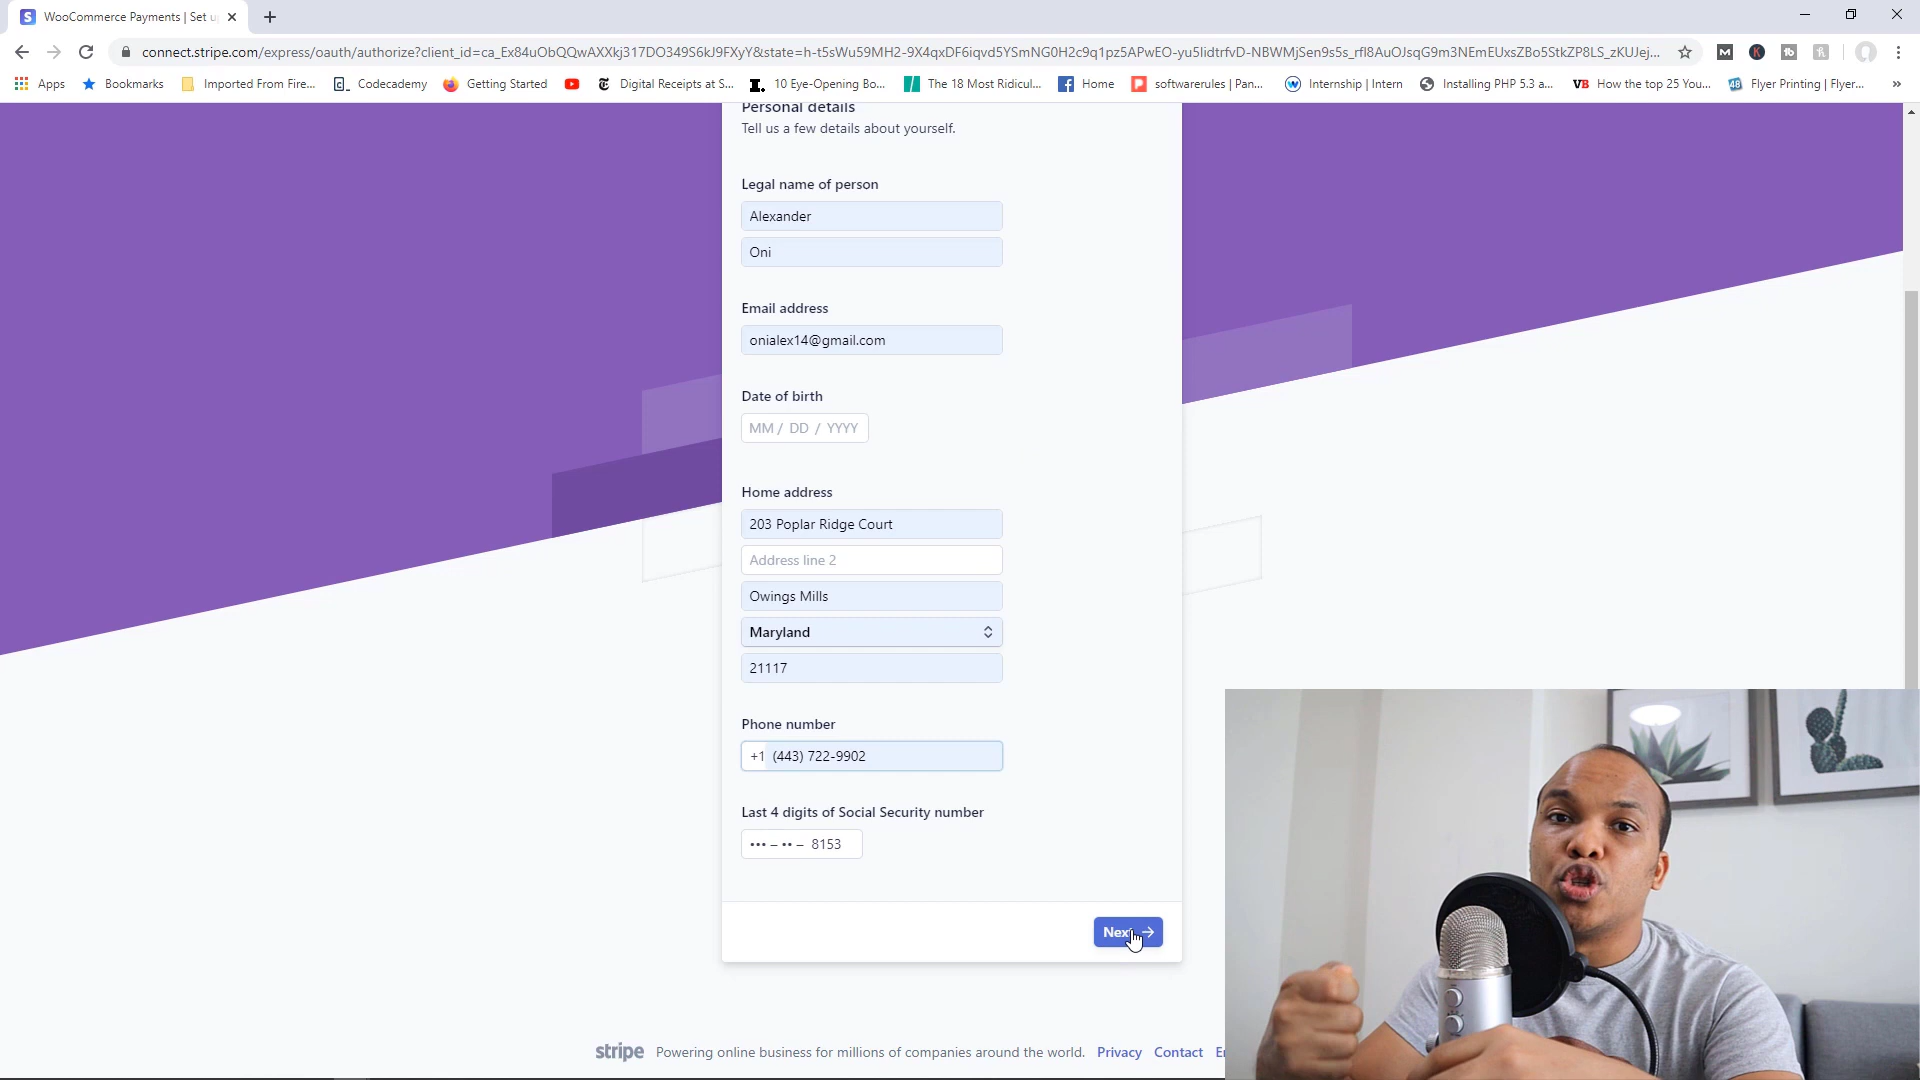 WooCommerce Payments | Set u
connect.stripe.com/express/oauth/authorize?client_id=ca_Ex84uObQQwAXXkj317DO349S6kJ9FXyY&state=h-t5sWu59MH2-9X4qxDF6iqvd5YSmNG0H2c9q1pz5APwEO-yu5lidtrfvD-NBWMjSen9s5s_rfl8AuOJsqG9m3NEmEUxsZBo5StkZP8LS_zKUJej...
Apps Bookmarks Imported From Fire... Codecademy Getting Started Digital Receipts at S... 10 Eye-Opening Bo... The 18 Most Ridicul... Home softwarerules | Pan... Internship | Intern Installing PHP 5.3 a... VB How the top 25 You... Flyer Printing | Flyer... »
Personal details
Tell us a few details about yourself.
Legal name of person
Alexander
Oni
Email address
onialex14@gmail.com
Date of birth
MM / DD / YYYY
Home address
203 Poplar Ridge Court
Address line 2
Owings Mills
Maryland
21117
Phone number
+1 (443) 722-9902
Last 4 digits of Social Security number
••• – •• – 8153
Next →
stripe Powering online business for millions of companies around the world. Privacy Contact